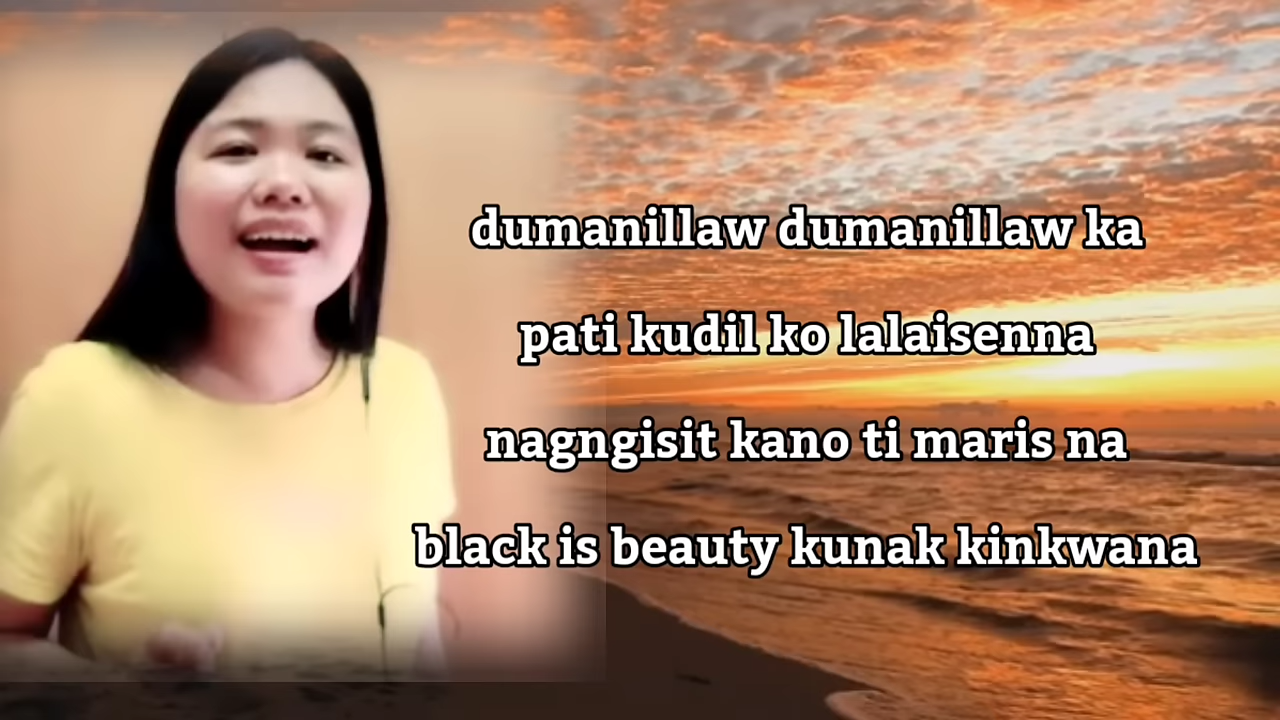 dumanillaw dumanillaw ka
pati kudil ko lalaisenna
nagngisit kano ti maris na
black is beauty kunak kinkwana